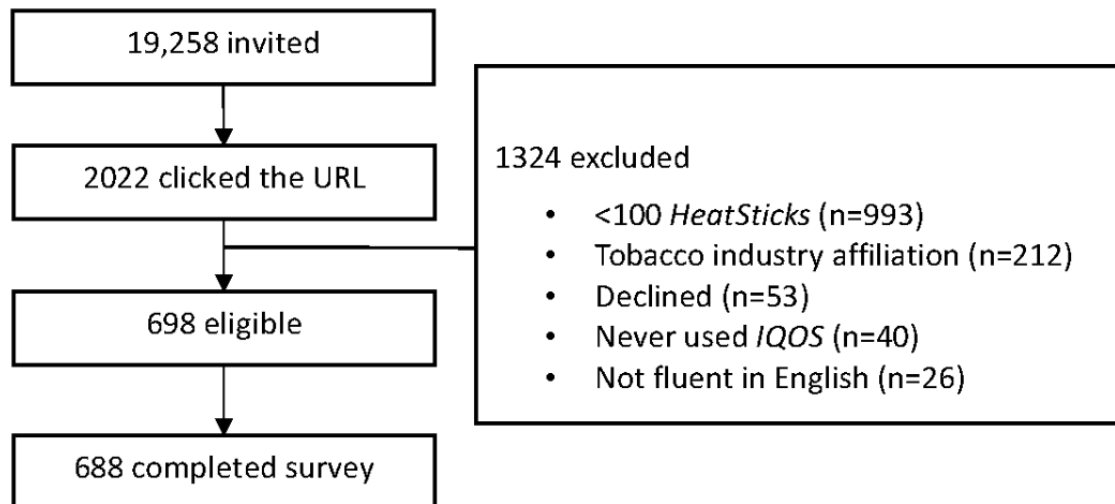 19,258 invited
2022 clicked the URL
1324 excluded
• <100 HeatSticks (n=993)
• Tobacco industry affiliation (n=212)
• Declined (n=53)
• Never used IQOS (n=40)
• Not fluent in English (n=26)
698 eligible
688 completed survey